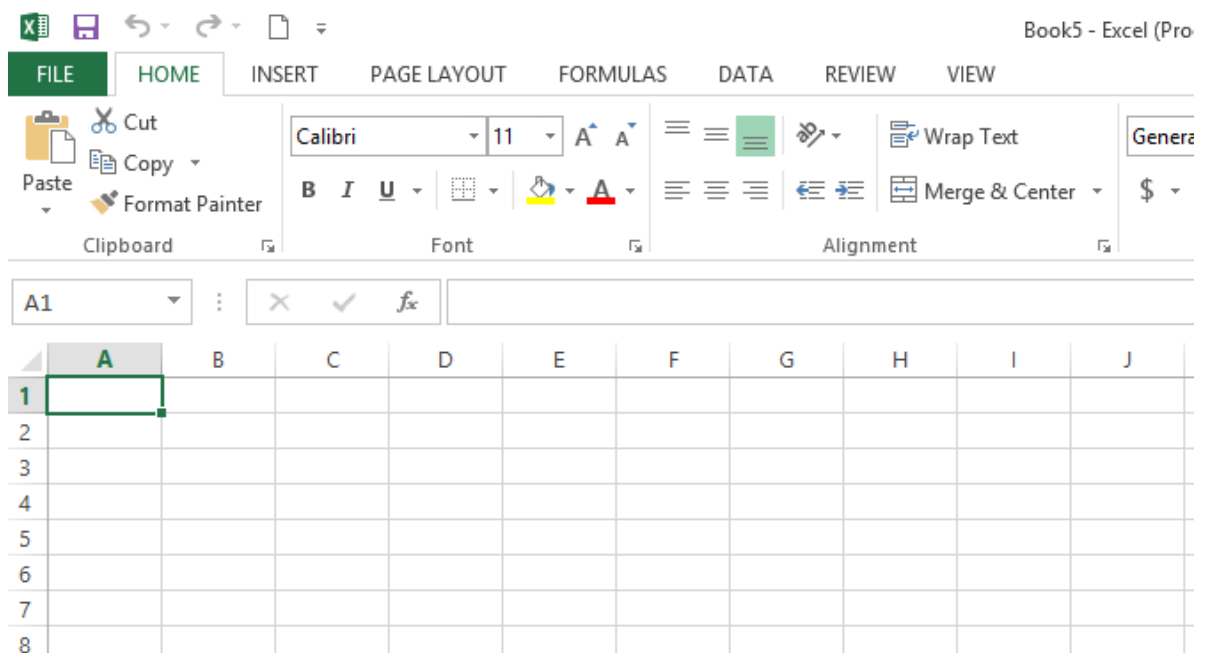 Book5 - Excel (Pro
FILE HOME INSERT PAGE LAYOUT FORMULAS DATA REVIEW VIEW
Cut
Calibri 11 A A Wrap Text Genera
Copy
Paste B I U A Merge & Center $
Format Painter
Clipboard Font Alignment
A1 fx
A B C D E F G H I J
1
2
3
4
5
6
7
8